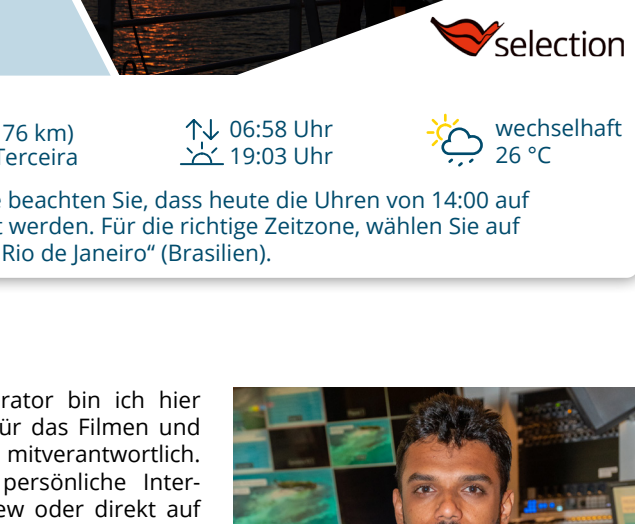 selection
76 km)
Terceira
06:58 Uhr
19:03 Uhr
wechselhaft
26 °C
beachten Sie, dass heute die Uhren von 14:00 auf
werden. Für die richtige Zeitzone, wählen Sie auf
Rio de Janeiro“ (Brasilien).
rator bin ich hier
ür das Filmen und
mitverantwortlich.
persönliche Inter-
ew oder direkt auf